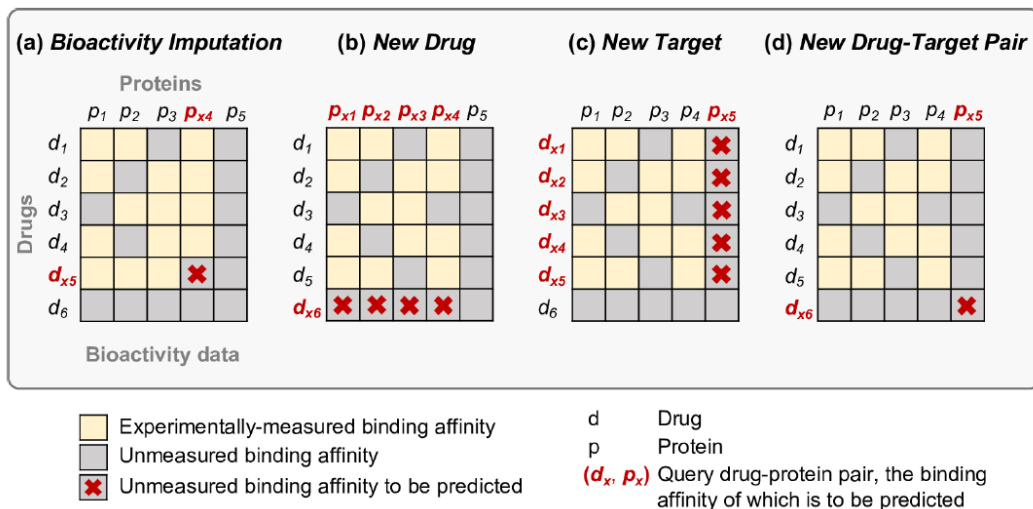 (a) Bioactivity Imputation (b) New Drug (c) New Target (d) New Drug-Target Pair
Proteins
p1 p2 p3 px4 p5 px1 px2 px3 px4 p5 p1 p2 p3 p4 px5 p1 p2 p3 p4 px5
d1 d1 dx1 d1
d2 d2 dx2 d2
Drugs
d3 d3 dx3 d3
d4 d4 dx4 d4
dx5 d5 dx5 d5
d6 dx6 d6 dx6
Bioactivity data
Experimentally-measured binding affinity
Unmeasured binding affinity
Unmeasured binding affinity to be predicted
d Drug
p Protein
(dx, px) Query drug-protein pair, the binding
affinity of which is to be predicted